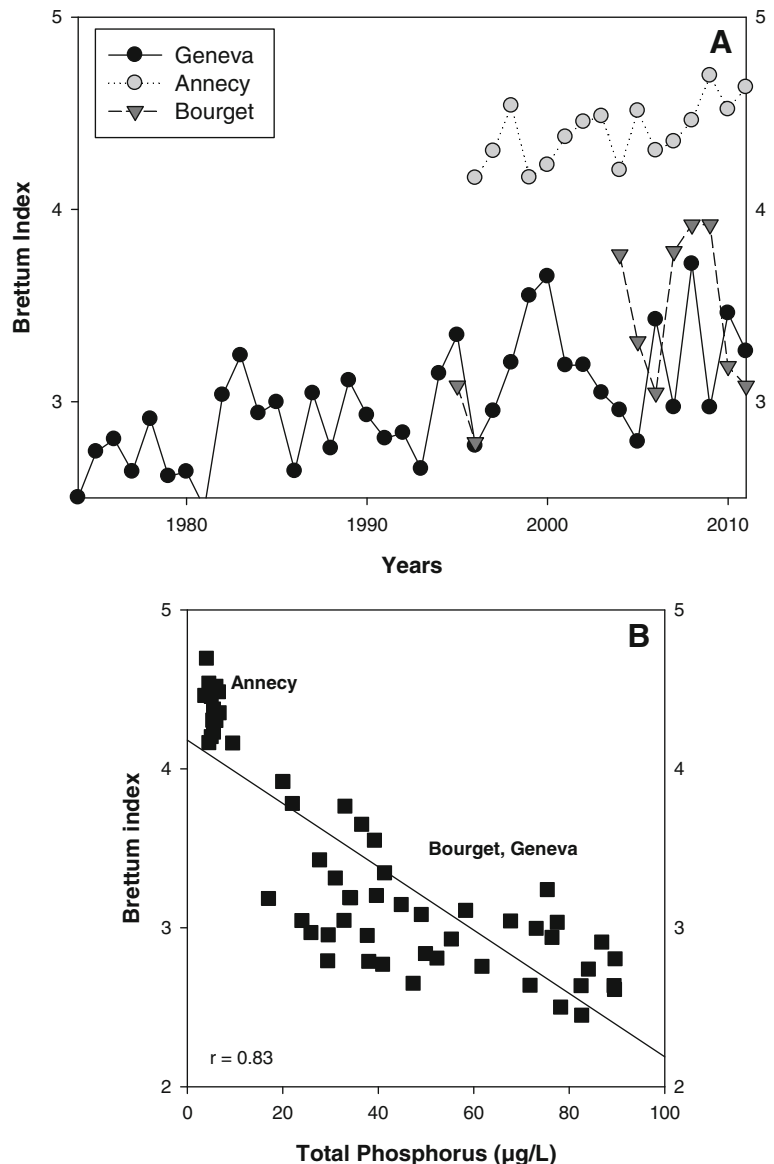 A
Geneva
Annecy
Bourget
5
4
3
5
4
3
Brettum Index
1980 1990 2000 2010
Years
B
5
4
3
2
5
4
3
2
Brettum index
Annecy
Bourget, Geneva
r = 0.83
0 20 40 60 80 100
Total Phosphorus (µg/L)